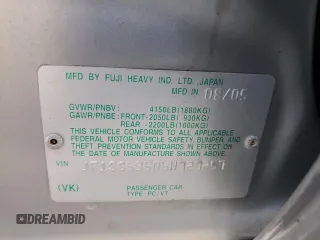 MFD BY FUJI HEAVY IND. LTD. JAPAN
MFD IN 08/05
GVWR/PNBV : 4150LB(1880KG)
GAWR/PNBE : FRONT-2050LB( 930KG)
REAR -2200LB(1000KG)
THIS VEHICLE CONFORMS TO ALL APPLICABLE
FEDERAL MOTOR VEHICLE SAFETY, BUMPER, AND
THEFT PREVENTION STANDARDS IN EFFECT ON
THE DATE OF MANUFACTURE SHOWN ABOVE.
VIN
(VK)
PASSENGER CAR
TYPE PC/VT
DREAMBID